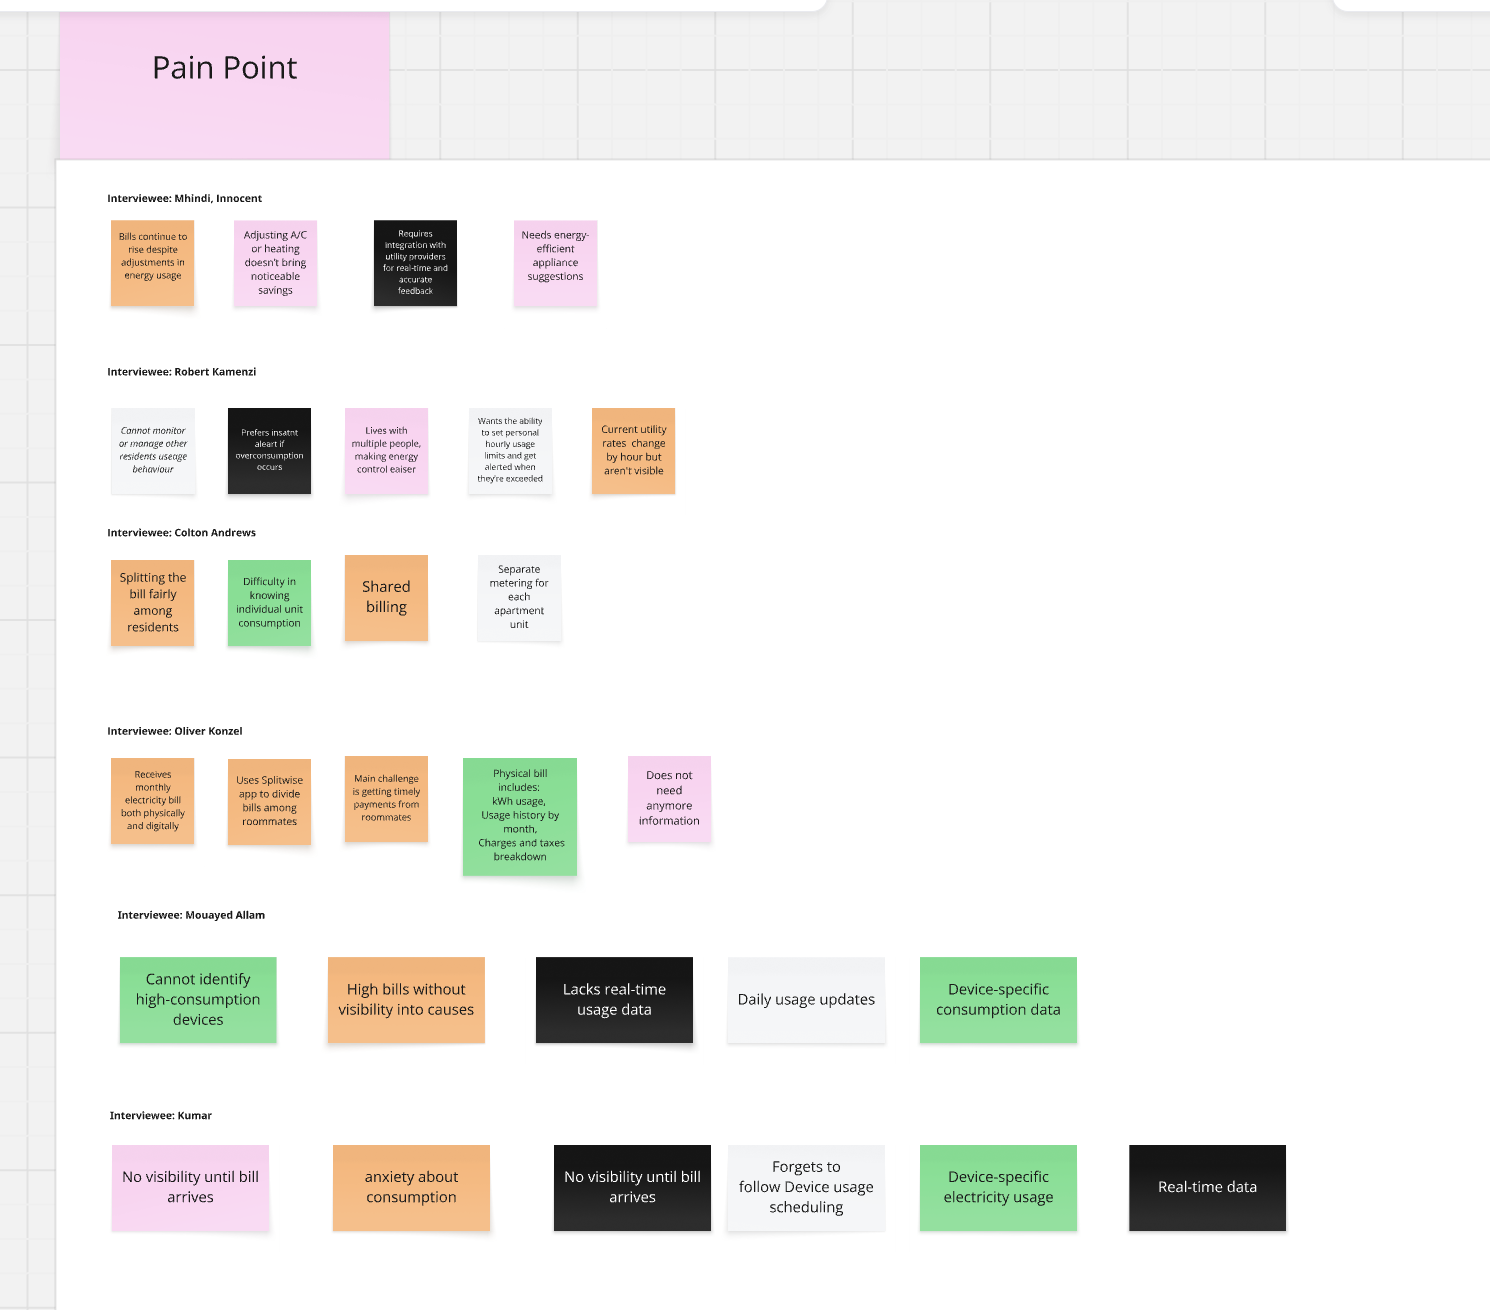 Pain Point
Interviewee: Mhindi, Innocent
Bills continue to
rise despite
adjustments in
energy usage
Adjusting A/C
or heating
doesn't bring
noticeable
savings
Requires
integration with
utility providers
for real-time and
accurate
feedback
Needs energy-
efficient
appliance
suggestions
Interviewee: Robert Kamenzi
Cannot monitor
or manage other
residents useage
behaviour
Prefers insatnt
aleart if
overconsumption
occurs
Lives with
multiple people,
making energy
control eaiser
Wants the ability
to set personal
hourly usage
limits and get
alerted when
they're exceeded
Current utility
rates change
by hour but
aren't visible
Interviewee: Colton Andrews
Splitting the
bill fairly
among
residents
Difficulty in
knowing
individual unit
consumption
Shared
billing
Separate
metering for
each
apartment
unit
Interviewee: Oliver Konzel
Receives
monthly
electricity bill
both physically
and digitally
Uses Splitwise
app to divide
bills among
roommates
Main challenge
is getting timely
payments from
roommates
Physical bill
includes:
kWh usage,
Usage history by
month,
Charges and taxes
breakdown
Does not
need
anymore
information
Interviewee: Mouayed Allam
Cannot identify
high-consumption
devices
High bills without
visibility into causes
Lacks real-time
usage data
Daily usage updates
Device-specific
consumption data
Interviewee: Kumar
No visibility until bill
arrives
anxiety about
consumption
No visibility until bill
arrives
Forgets to
follow Device usage
scheduling
Device-specific
electricity usage
Real-time data